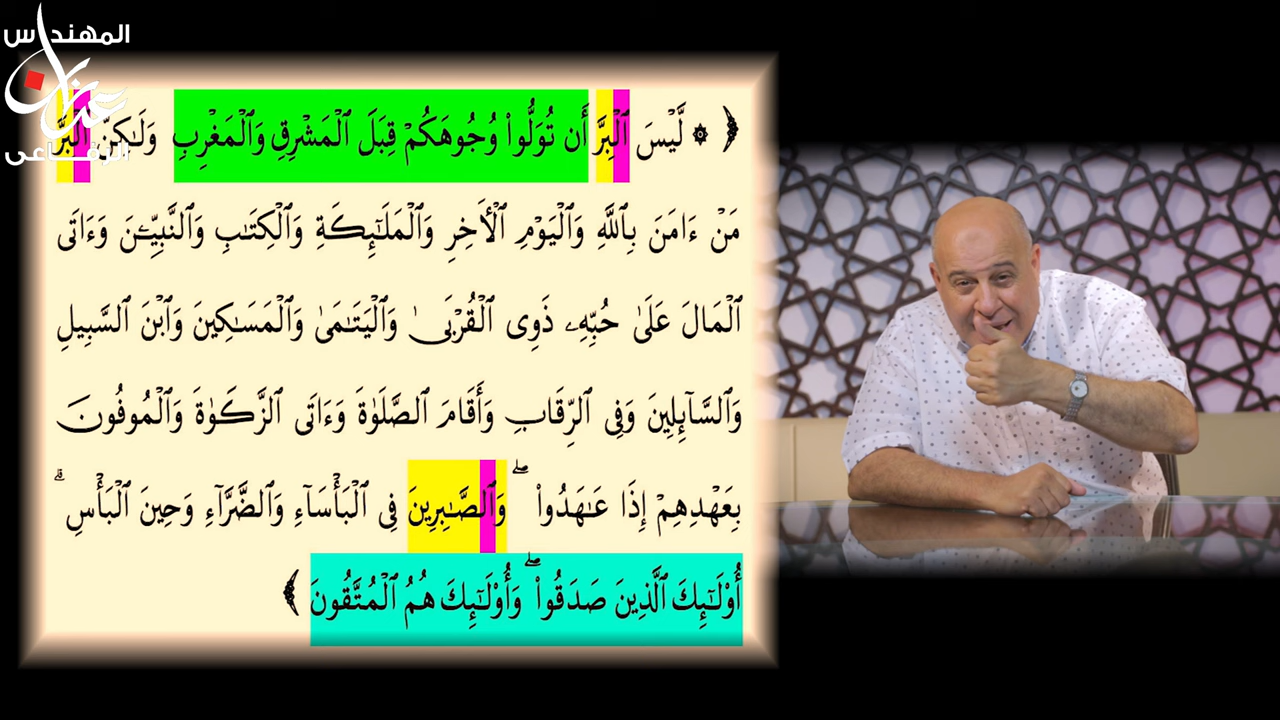 المهندس
عدنان
الرفاعى
﴿ ۞ لَّيْسَ ٱلْبِرَّ أَن تُوَلُّوا۟ وُجُوهَكُمْ قِبَلَ ٱلْمَشْرِقِ وَٱلْمَغْرِبِ وَلَـٰكِنَّ ٱلْبِرَّ
مَنْ ءَامَنَ بِٱللَّهِ وَٱلْيَوْمِ ٱلْـَٔاخِرِ وَٱلْمَلَـٰٓئِكَةِ وَٱلْكِتَـٰبِ وَٱلنَّبِيِّـۧنَ وَءَاتَى
ٱلْمَالَ عَلَىٰ حُبِّهِۦ ذَوِى ٱلْقُرْبَىٰ وَٱلْيَتَـٰمَىٰ وَٱلْمَسَـٰكِينَ وَٱبْنَ ٱلسَّبِيلِ
وَٱلسَّآئِلِينَ وَفِى ٱلرِّقَابِ وَأَقَامَ ٱلصَّلَوٰةَ وَءَاتَى ٱلزَّكَوٰةَ وَٱلْمُوفُونَ
بِعَهْدِهِمْ إِذَا عَـٰهَدُوا۟ ۖ وَٱلصَّـٰبِرِينَ فِى ٱلْبَأْسَآءِ وَٱلضَّرَّآءِ وَحِينَ ٱلْبَأْسِ ۗ
أُو۟لَـٰٓئِكَ ٱلَّذِينَ صَدَقُوا۟ ۖ وَأُو۟لَـٰٓئِكَ هُمُ ٱلْمُتَّقُونَ ﴾